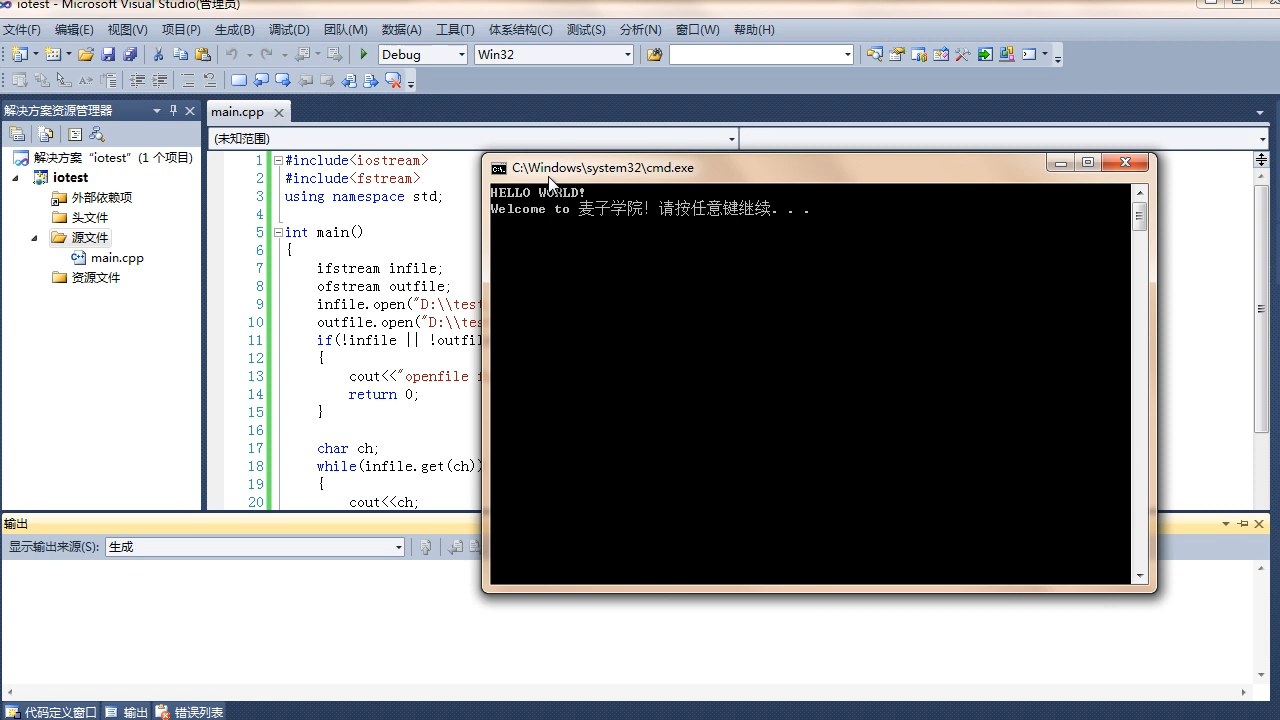 iotest - Microsoft Visual Studio(管理员)
文件(F) 编辑(E) 视图(V) 项目(P) 生成(B) 调试(D) 团队(M) 数据(A) 工具(T) 体系结构(C) 测试(S) 分析(N) 窗口(W) 帮助(H)
Debug Win32
解决方案资源管理器
main.cpp
(未知范围)
解决方案 "iotest" (1 个项目)
iotest
外部依赖项
头文件
源文件
main.cpp
资源文件
1 #include<iostream>
2 #include<fstream>
3 using namespace std;
4
5 int main()
6 {
7 ifstream infile;
8 ofstream outfile;
9 infile.open("D:\\test
10 outfile.open("D:\\tes
11 if(!infile || !outfil
12 {
13 cout<<"openfile f
14 return 0;
15 }
16
17 char ch;
18 while(infile.get(ch))
19 {
20 cout<<ch;
C:\Windows\system32\cmd.exe
HELLO WORLD!
Welcome to 麦子学院! 请按任意键继续. . .
输出
显示输出来源(S): 生成
代码定义窗口 输出 错误列表